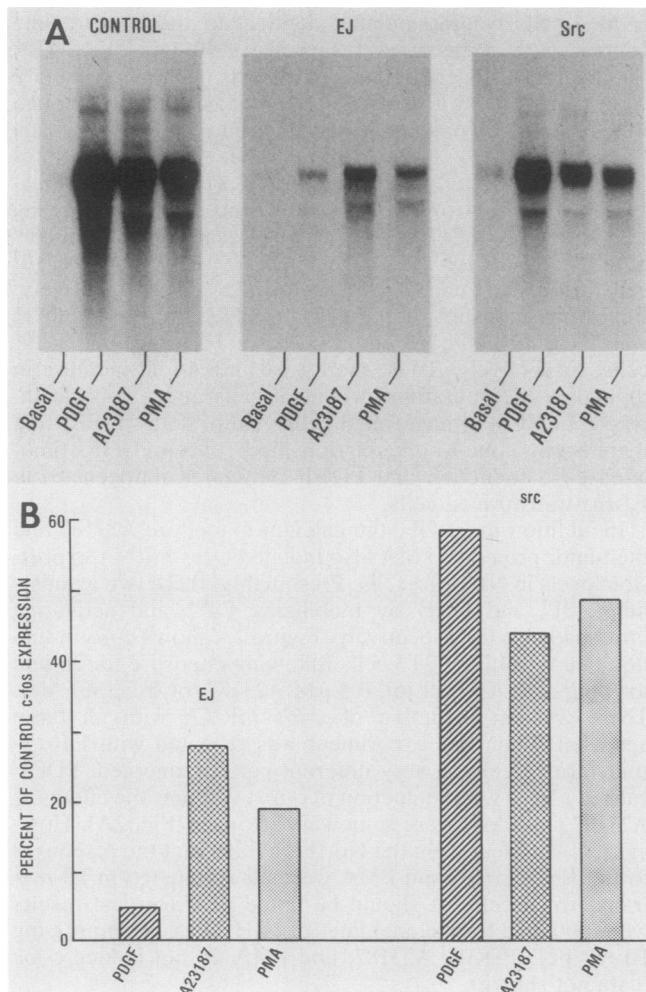 A
CONTROL
EJ
Src
Basal
PDGF
A23187
PMA
Basal
PDGF
A23187
PMA
Basal
PDGF
A23187
PMA
B
PERCENT OF CONTROL c-fos EXPRESSION
60
40
20
0
EJ
src
PDGF
A23187
PMA
PDGF
A23187
PMA